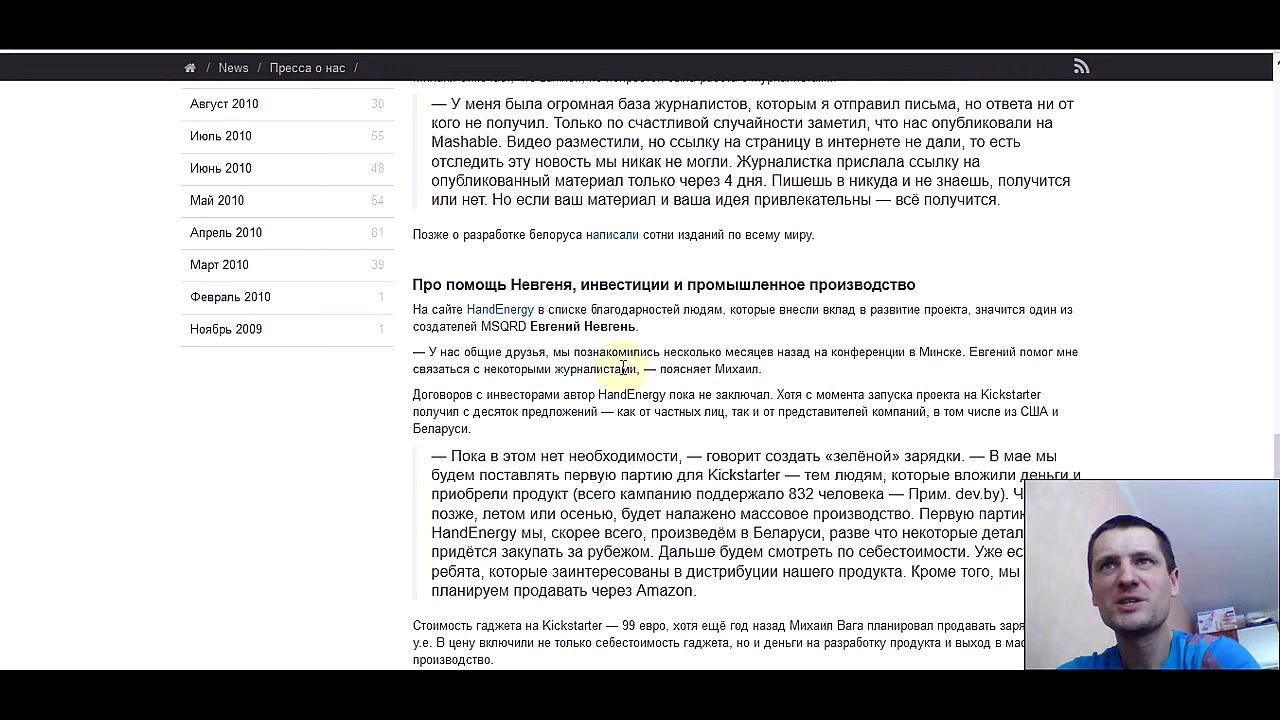 / News / Пресса о нас /
Август 2010 30
Июль 2010 55
Июнь 2010 48
Май 2010 54
Апрель 2010 81
Март 2010 39
Февраль 2010 1
Ноябрь 2009 1
— У меня была огромная база журналистов, которым я отправил письма, но ответа ни от
кого не получил. Только по счастливой случайности заметил, что нас опубликовали на
Mashable. Видео разместили, но ссылку на страницу в интернете не дали, то есть
отследить эту новость мы никак не могли. Журналистка прислала ссылку на
опубликованный материал только через 4 дня. Пишешь в никуда и не знаешь, получится
или нет. Но если ваш материал и ваша идея привлекательны — всё получится.
Позже о разработке белоруса написали сотни изданий по всему миру.
Про помощь Невгеня, инвестиции и промышленное производство
На сайте HandEnergy в списке благодарностей людям, которые внесли вклад в развитие проекта, значится один из
создателей MSQRD Евгений Невгень.
— У нас общие друзья, мы познакомились несколько месяцев назад на конференции в Минске. Евгений помог мне
связаться с некоторыми журналистами, — поясняет Михаил.
Договоров с инвесторами автор HandEnergy пока не заключал. Хотя с момента запуска проекта на Kickstarter
получил с десяток предложений — как от частных лиц, так и от представителей компаний, в том числе из США и
Беларуси.
— Пока в этом нет необходимости, — говорит создать «зелёной» зарядки. — В мае мы
будем поставлять первую партию для Kickstarter — тем людям, которые вложили деньги и
приобрели продукт (всего кампанию поддержало 832 человека — Прим. dev.by). Ч
позже, летом или осенью, будет налажено массовое производство. Первую партию
HandEnergy мы, скорее всего, произведём в Беларуси, разве что некоторые детал
придётся закупать за рубежом. Дальше будем смотреть по себестоимости. Уже ес
ребята, которые заинтересованы в дистрибуции нашего продукта. Кроме того, мы
планируем продавать через Amazon.
Стоимость гаджета на Kickstarter — 99 евро, хотя ещё год назад Михаил Вага планировал продавать заря
у.е. В цену включили не только себестоимость гаджета, но и деньги на разработку продукта и выход в мас
производство.